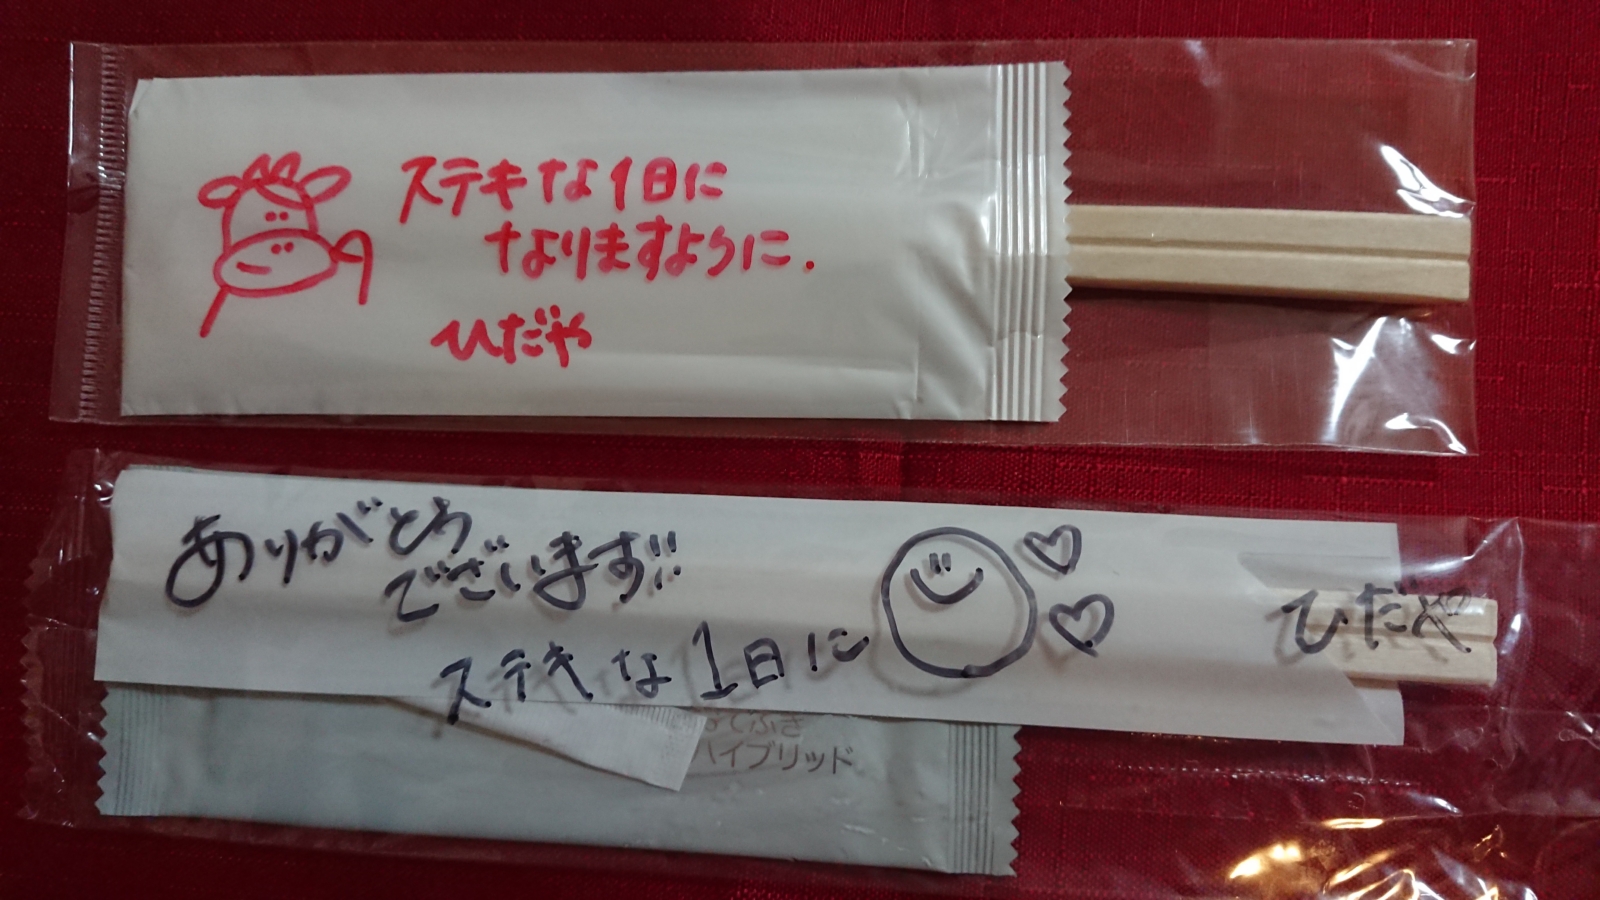 ステキな1日に
なりますように.
ひだや
ありがとう
ございます!!
ステキな1日に
ひだや
ハイブリッド